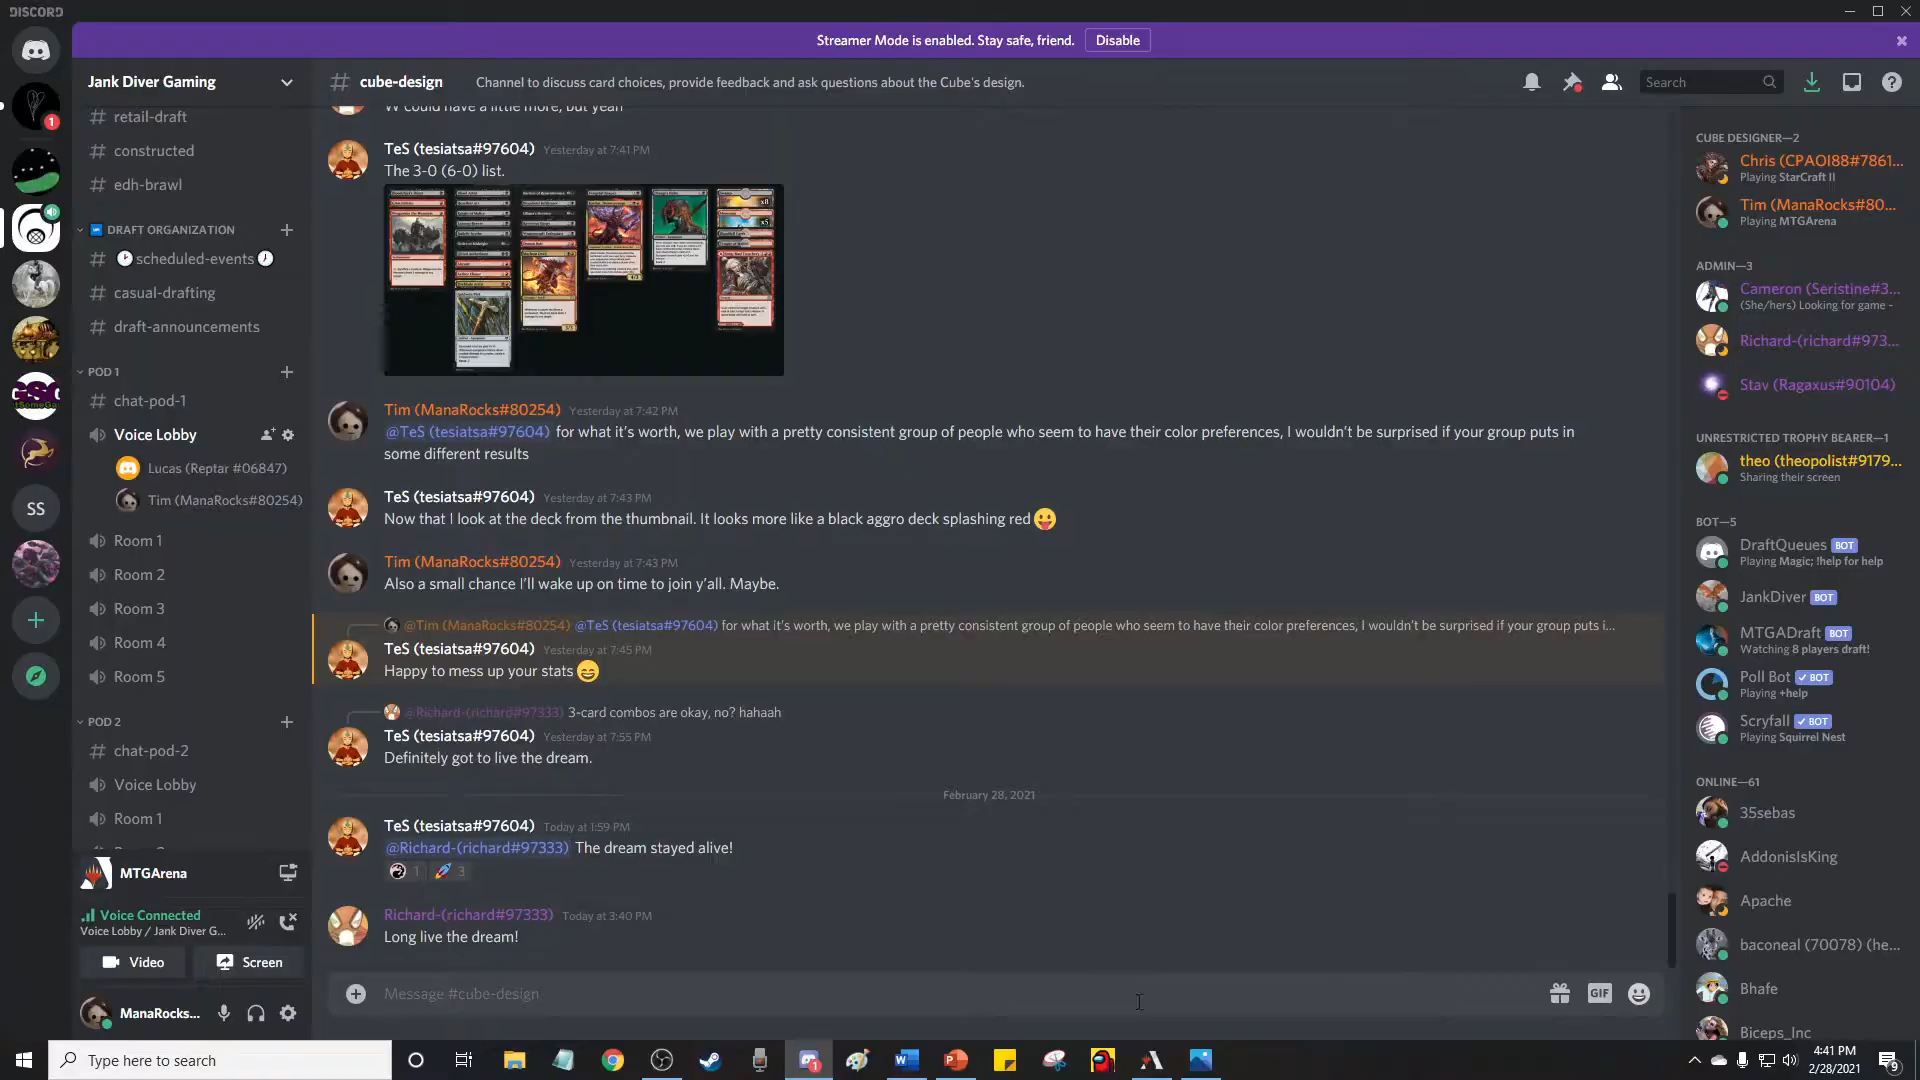 DISCORD
Streamer Mode is enabled. Stay safe, friend.
Disable
Jank Diver Gaming
cube-design
Channel to discuss card choices, provide feedback and ask questions about the Cube's design.
Search
retail-draft
constructed
edh-brawl
DRAFT ORGANIZATION
scheduled-events
casual-drafting
draft-announcements
POD 1
chat-pod-1
Voice Lobby
Lucas (Reptar #06847)
Tim (ManaRocks#80254)
Room 1
Room 2
Room 3
Room 4
Room 5
POD 2
chat-pod-2
Voice Lobby
Room 1
MTGArena
Voice Connected
Voice Lobby / Jank Diver G...
Video
Screen
ManaRocks...
SS
1
W could have a little more, but yeah
TeS (tesiatsa#97604) Yesterday at 7:41 PM
The 3-0 (6-0) list.
x8
x5
Tim (ManaRocks#80254) Yesterday at 7:42 PM
@TeS (tesiatsa#97604) for what it's worth, we play with a pretty consistent group of people who seem to have their color preferences, I wouldn't be surprised if your group puts in
some different results
TeS (tesiatsa#97604) Yesterday at 7:43 PM
Now that I look at the deck from the thumbnail. It looks more like a black aggro deck splashing red
Tim (ManaRocks#80254) Yesterday at 7:43 PM
Also a small chance I'll wake up on time to join y'all. Maybe.
@Tim (ManaRocks#80254) @TeS (tesiatsa#97604) for what it's worth, we play with a pretty consistent group of people who seem to have their color preferences, I wouldn't be surprised if your group puts i...
TeS (tesiatsa#97604) Yesterday at 7:45 PM
Happy to mess up your stats
@Richard-(richard#97333) 3-card combos are okay, no? hahaah
TeS (tesiatsa#97604) Yesterday at 7:55 PM
Definitely got to live the dream.
February 28, 2021
TeS (tesiatsa#97604) Today at 1:59 PM
@Richard-(richard#97333) The dream stayed alive!
1
3
Richard-(richard#97333) Today at 3:40 PM
Long live the dream!
Message #cube-design
GIF
CUBE DESIGNER—2
Chris (CPAOI88#7861...
Playing StarCraft II
Tim (ManaRocks#80...
Playing MTGArena
ADMIN—3
Cameron (Seristine#3...
(She/hers) Looking for game -
Richard-(richard#973...
Stav (Ragaxus#90104)
UNRESTRICTED TROPHY BEARER—1
theo (theopolist#9179...
Sharing their screen
BOT—5
DraftQueues BOT
Playing Magic; !help for help
JankDiver BOT
MTGADraft BOT
Watching 8 players draft!
Poll Bot BOT
Playing +help
Scryfall BOT
Playing Squirrel Nest
ONLINE—61
35sebas
AddonisIsKing
Apache
baconeal (70078) (he...
Bhafe
Biceps_Inc
Type here to search
1
4:41 PM
2/28/2021
9